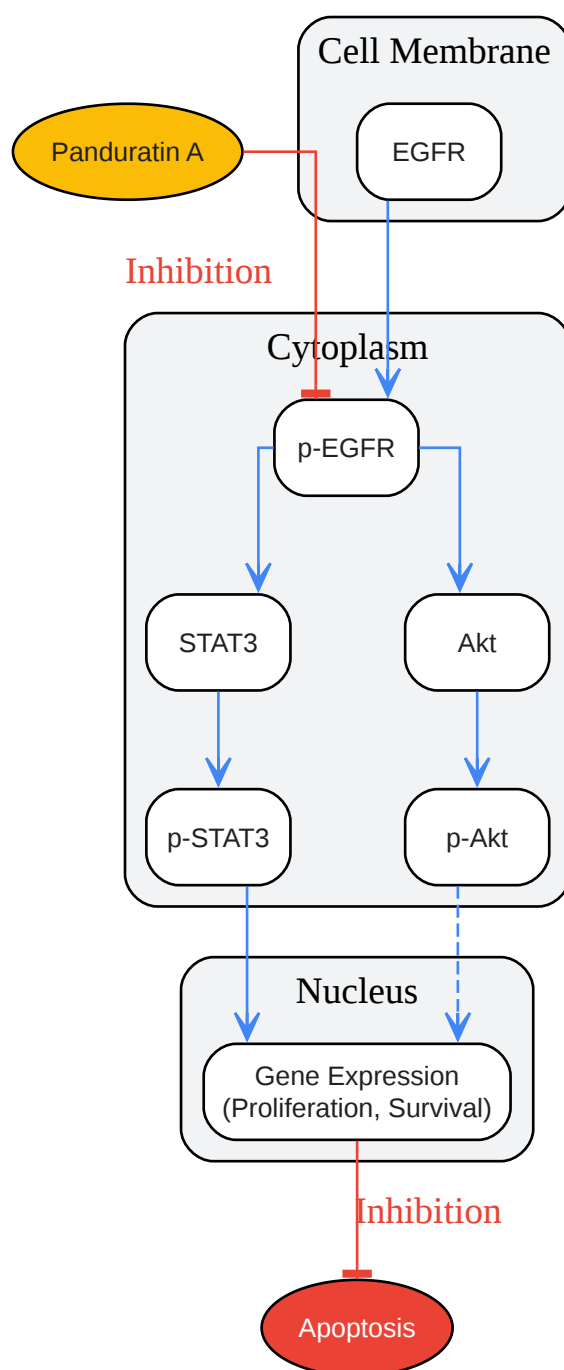 Cell Membrane
Panduratin A
EGFR
Inhibition
Cytoplasm
p-EGFR
STAT3
Akt
p-STAT3
p-Akt
Nucleus
Gene Expression
(Proliferation, Survival)
Inhibition
Apoptosis